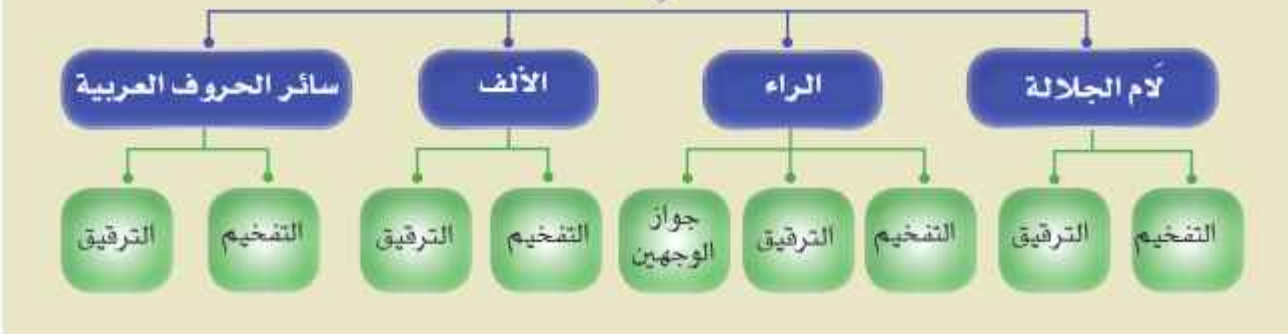 لَام الجلالة
الراء
الألف
سائر الحروف العربية
التفخيم
الترقيق
التفخيم
الترقيق
جواز
الوجهين
التفخيم
الترقيق
التفخيم
الترقيق